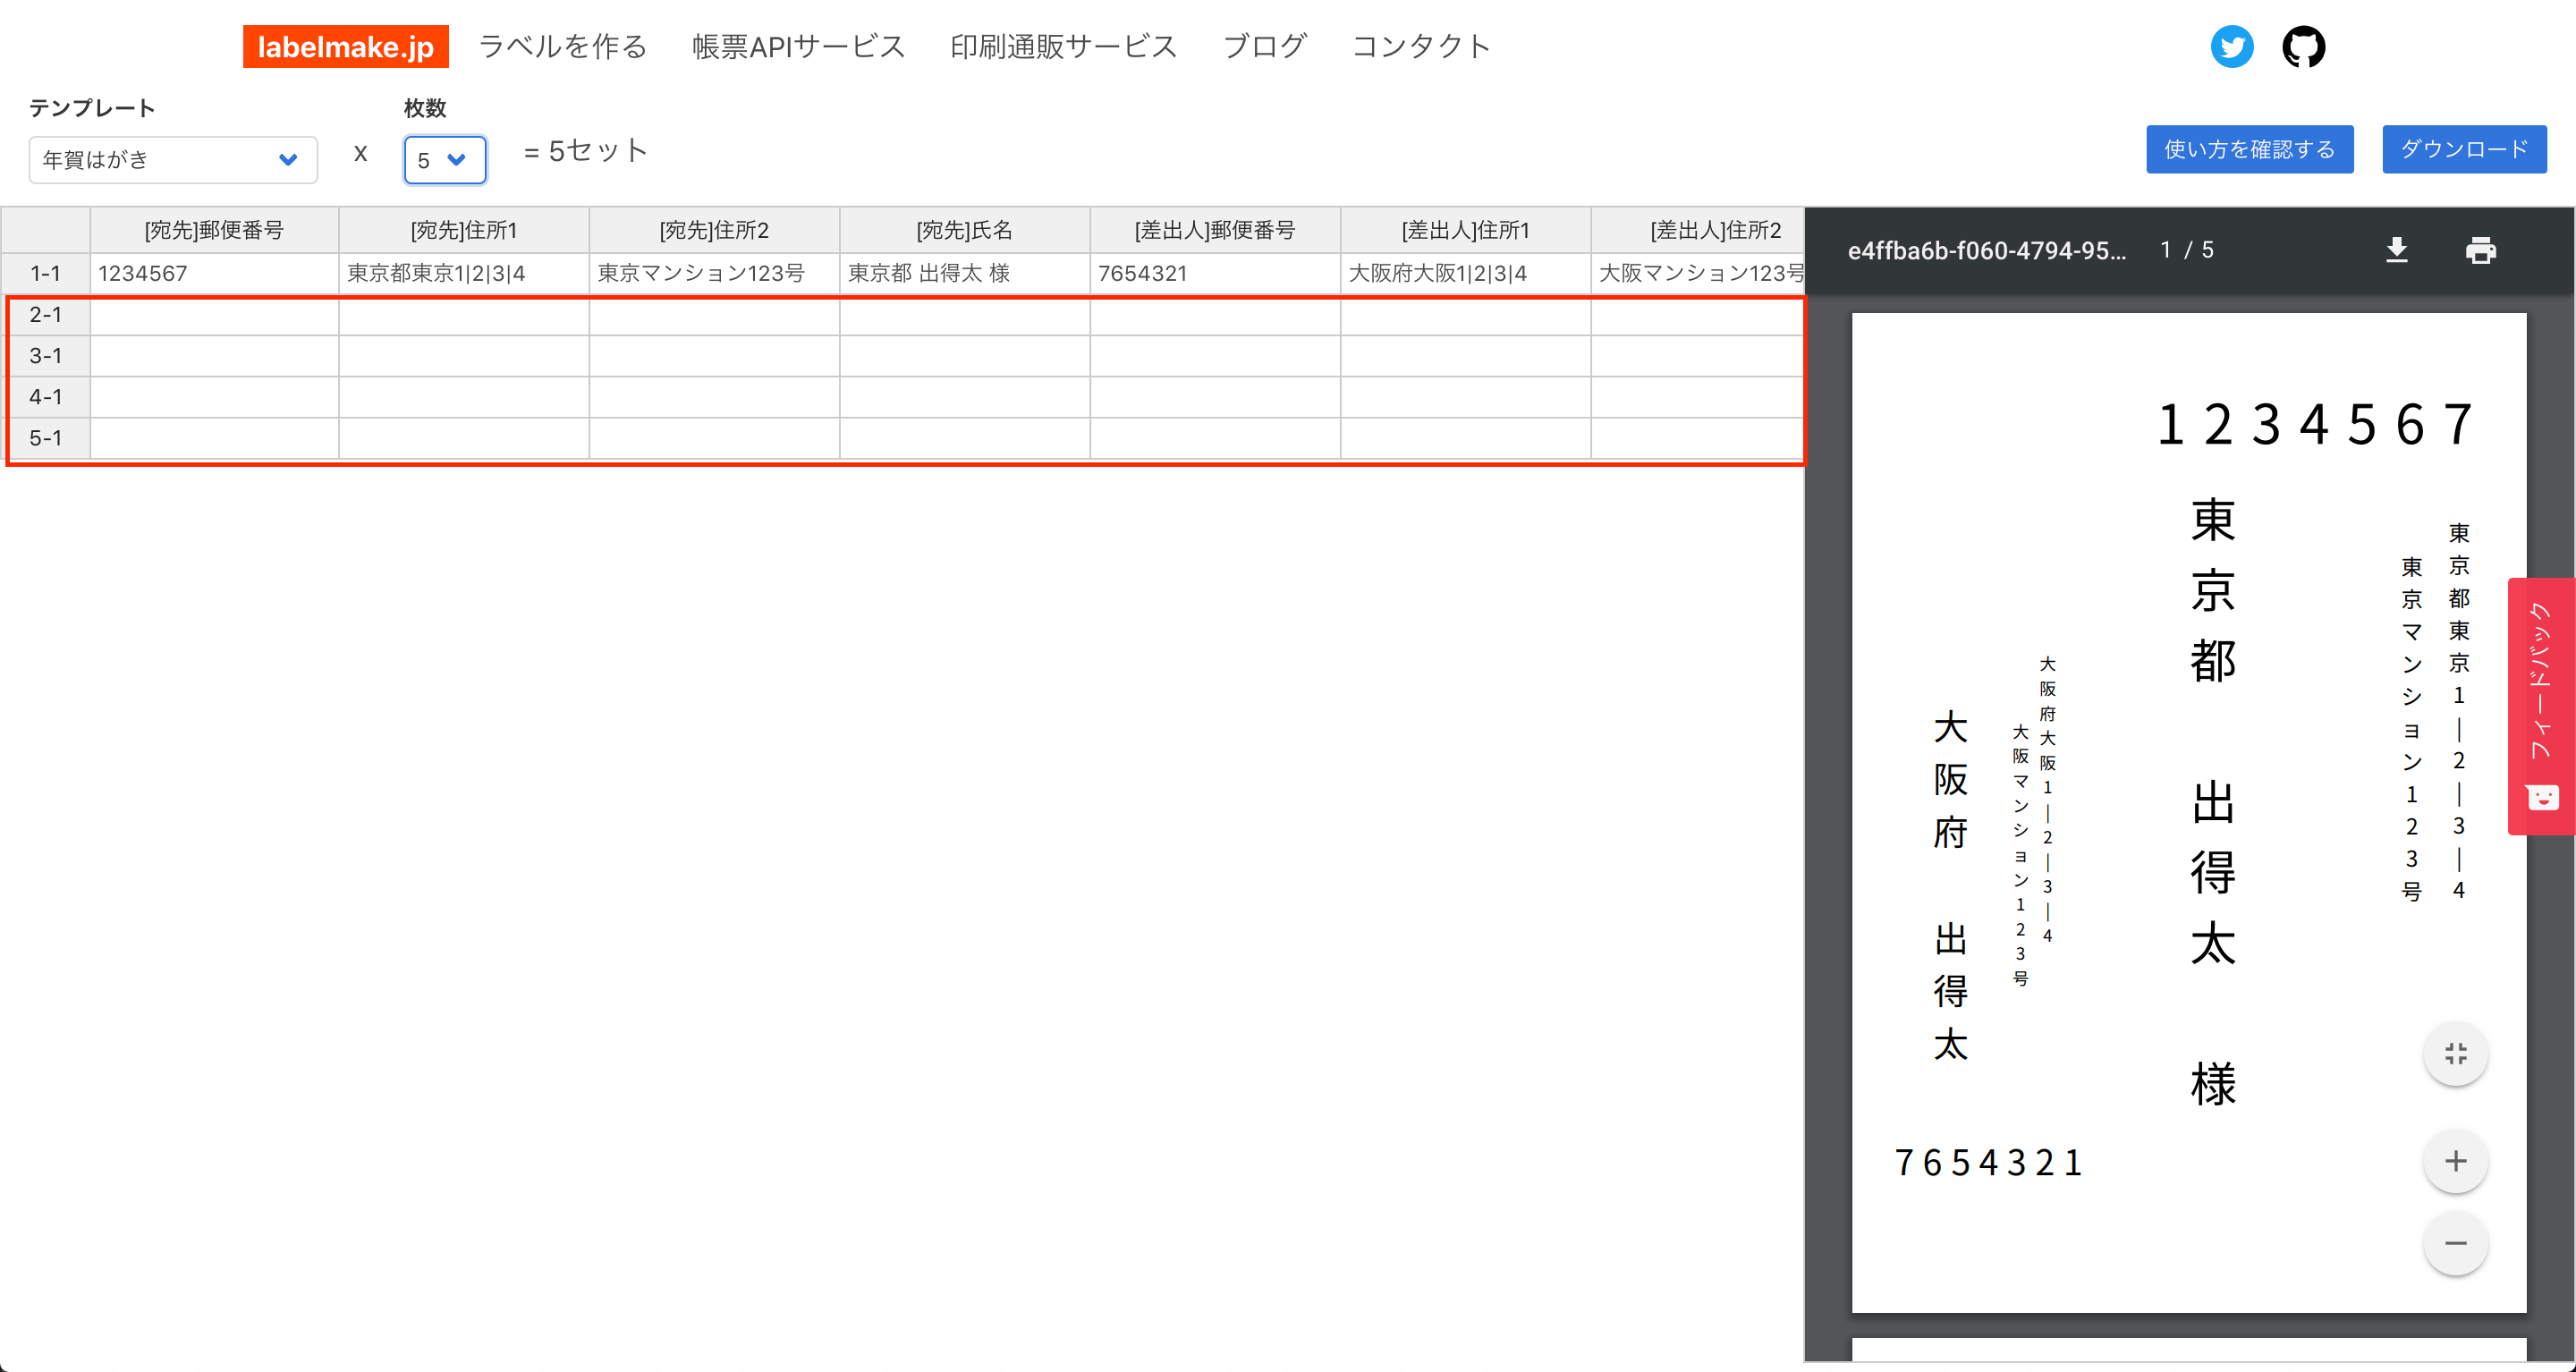 labelmake.jp ラベルを作る 帳票APIサービス 印刷通販サービス ブログ コンタクト
テンプレート 枚数
年賀はがき x 5 = 5セット 使い方を確認する ダウンロード
[宛先]郵便番号 [宛先]住所1 [宛先]住所2 [宛先]氏名 [差出人]郵便番号 [差出人]住所1 [差出人]住所2
1-1 1234567 東京都東京1|2|3|4 東京マンション123号 東京都 出得太 様 7654321 大阪府大阪1|2|3|4 大阪マンション123号
2-1
3-1
4-1
5-1
e4ffba6b-f060-4794-95... 1 / 5
1234567
東京都東京1|2|3|4
東京マンション123号
東京都 出得太 様
大阪府大阪1|2|3|4
大阪マンション123号
大阪府 出得太
7654321
フィードバック